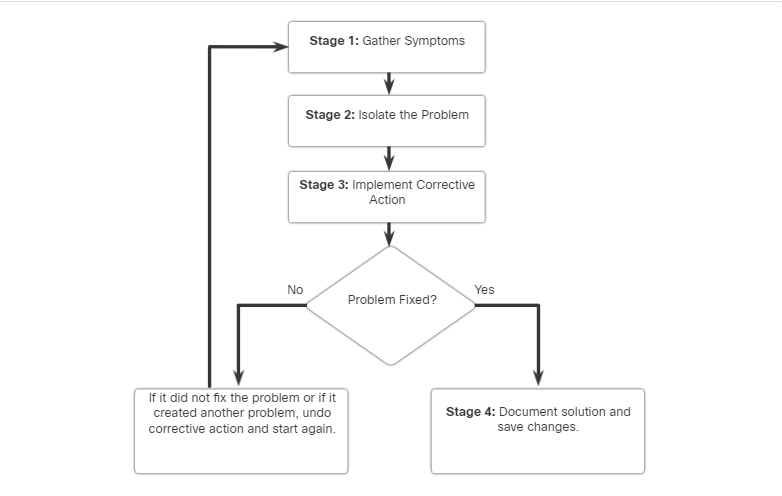 Stage 1: Gather Symptoms
Stage 2: Isolate the Problem
Stage 3: Implement Corrective
Action
No
Yes
Problem Fixed?
If it did not fix the problem or if it
created another problem, undo
corrective action and start again.
Stage 4: Document solution and
save changes.